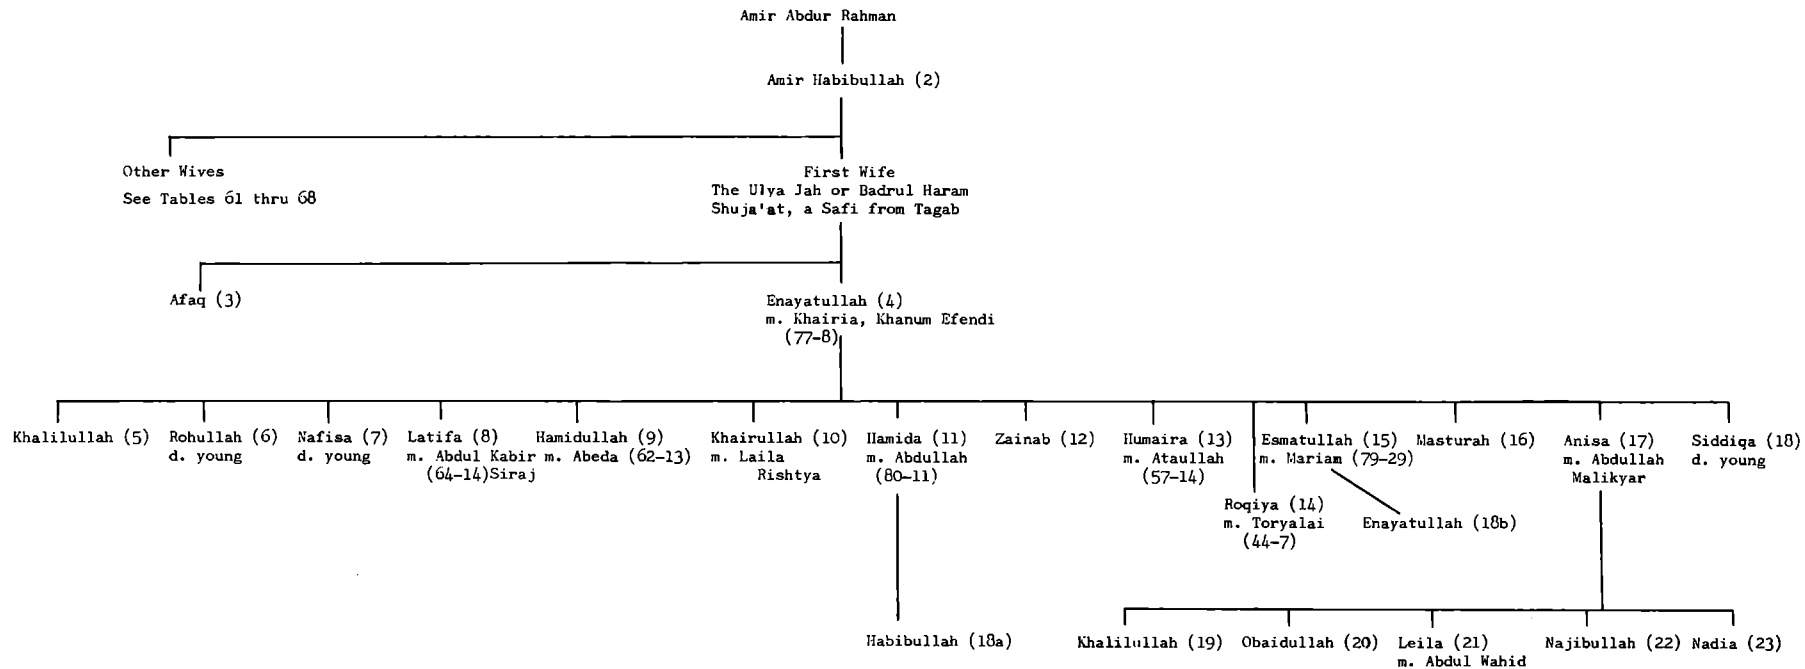 Amir Abdur Rahman
Amir Habibullah (2)
Other Wives
See Tables 61 thru 68
First Wife
The Ulya Jah or Badrul Haram
Shuja'at, a Safi from Tagab
Afaq (3)
Enayatullah (4)
m. Khairia, Khanum Efendi
(77-8)
Khalilullah (5)
Rohullah (6)
d. young
Nafisa (7)
d. young
Latifa (8)
m. Abdul Kabir
(64-14)Siraj
Hamidullah (9)
m. Abeda (62-13)
Khairullah (10)
m. Laila
Rishtya
Hamida (11)
m. Abdullah
(80-11)
Zainab (12)
Humaira (13)
m. Ataullah
(57-14)
Roqiya (14)
m. Toryalai
(44-7)
Esmatullah (15)
m. Mariam (79-29)
Enayatullah (18b)
Masturah (16)
Anisa (17)
m. Abdullah
Malikyar
Siddiqa (18)
d. young
Habibullah (18a)
Khalilullah (19)
Obaidullah (20)
Leila (21)
m. Abdul Wahid
Najibullah (22)
Nadia (23)